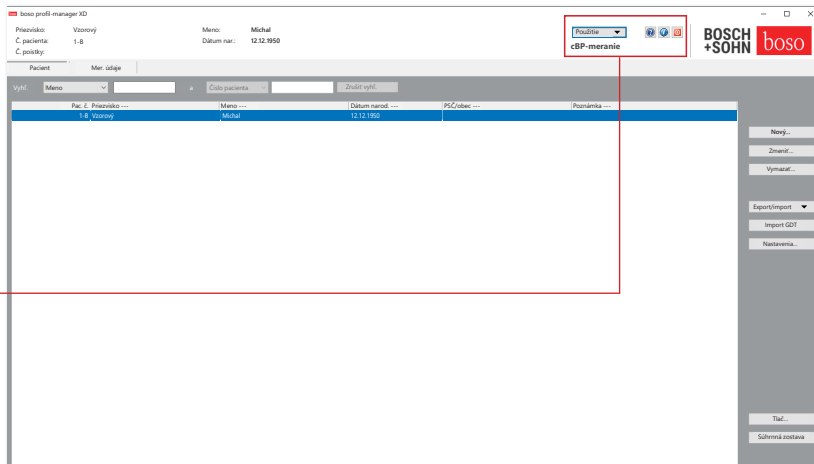 boso boso profil-manager XD
Priezvisko: Vzorový Meno: Michal
Č. pacienta: 1-B Dátum nar.: 12.12.1950
Č. poistky:
Použitie
cBP-meranie
BOSCH
+SOHN boso
Pacient Mer. údaje
Vyhľ. Meno a Číslo pacienta Zrušiť vyhľ.
Pac. č. Priezvisko --- Meno --- Dátum narod. --- PSČ/obec --- Poznámka ---
1-B Vzorový Michal 12.12.1950
Nový...
Zmeniť...
Vymazať...
Export/import
Import GDT
Nastavenia...
Tlač...
Súhrnná zostava